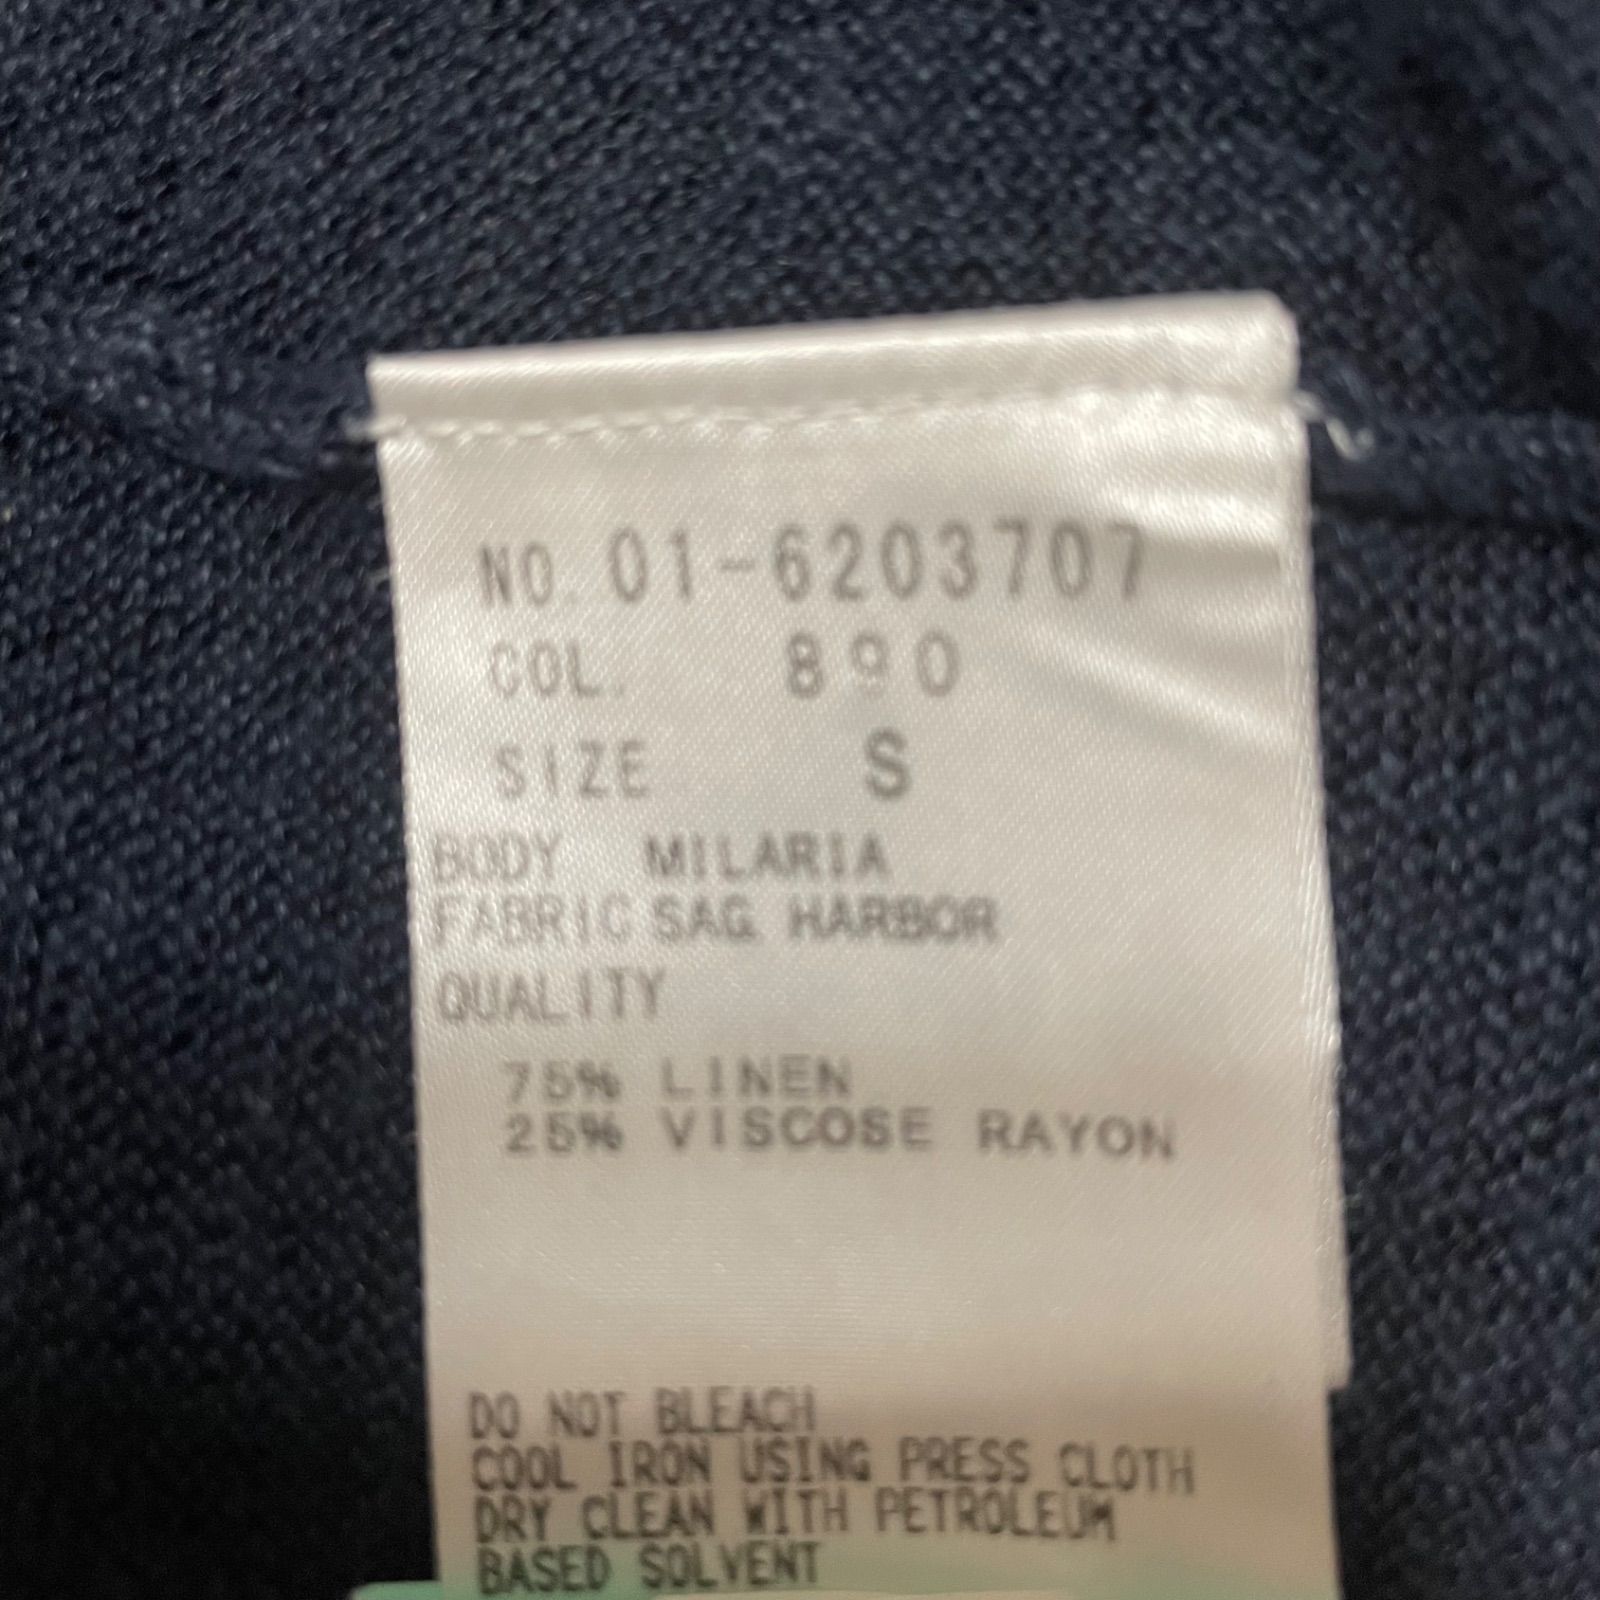 NO. 01-6203707
COL. 890
SIZE S
BODY MILARIA
FABRIC SAG HARBOR
QUALITY
75% LINEN
25% VISCOSE RAYON
DO NOT BLEACH
COOL IRON USING PRESS CLOTH
DRY CLEAN WITH PETROLEUM
BASED SOLVENT